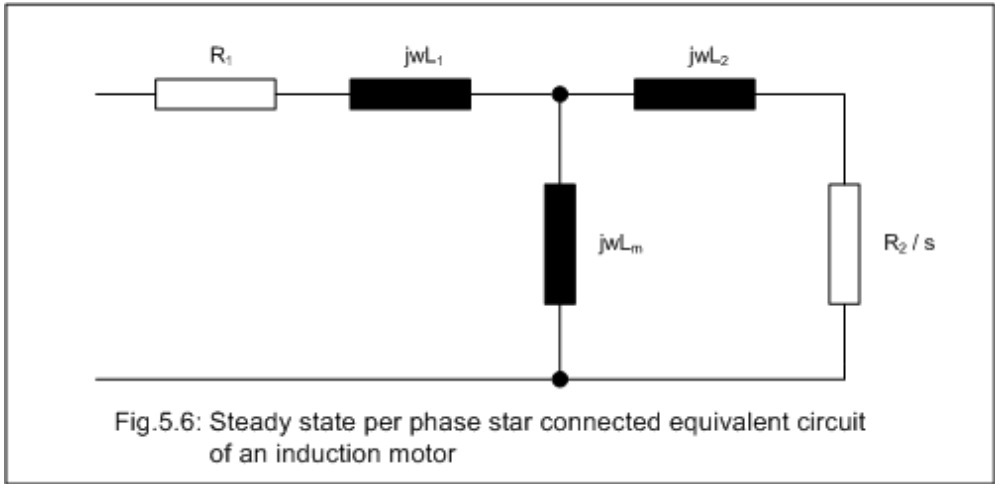 R₁
jwL₁
jwL₂
jwLₘ
R₂ / s
Fig.5.6: Steady state per phase star connected equivalent circuit
of an induction motor